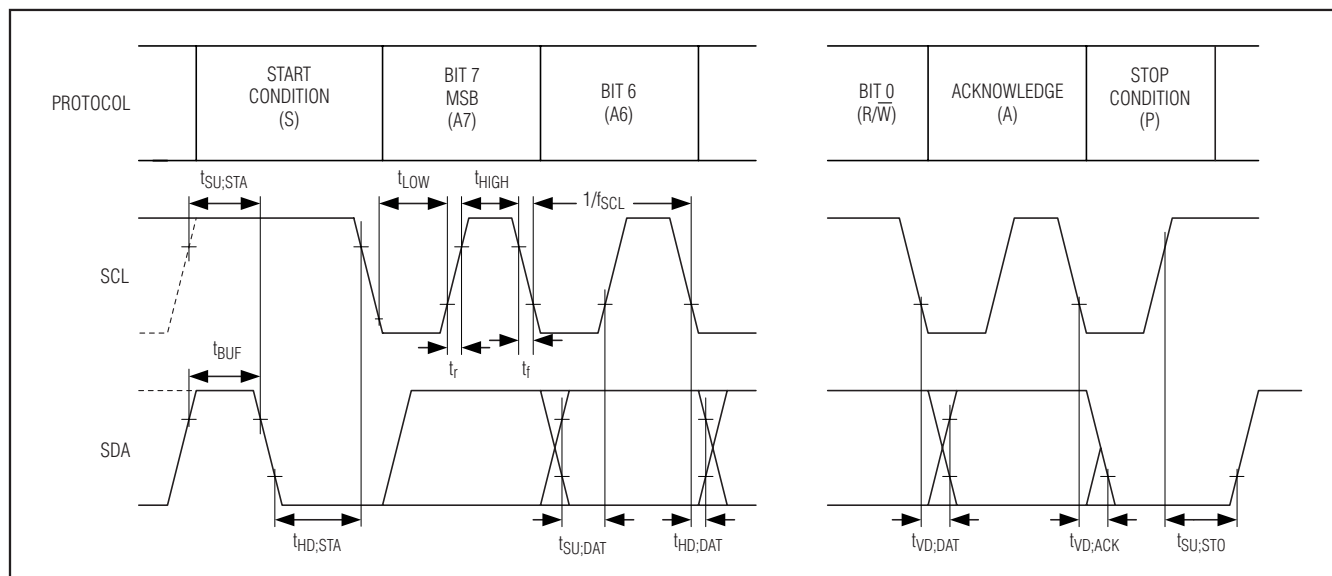 PROTOCOL
START
CONDITION
(S)
BIT 7
MSB
(A7)
BIT 6
(A6)
BIT 0
(R/W̅)
ACKNOWLEDGE
(A)
STOP
CONDITION
(P)
tSU;STA
tLOW
tHIGH
1/fSCL
SCL
tBUF
tr
tf
SDA
tHD;STA
tSU;DAT
tHD;DAT
tVD;DAT
tVD;ACK
tSU;STO